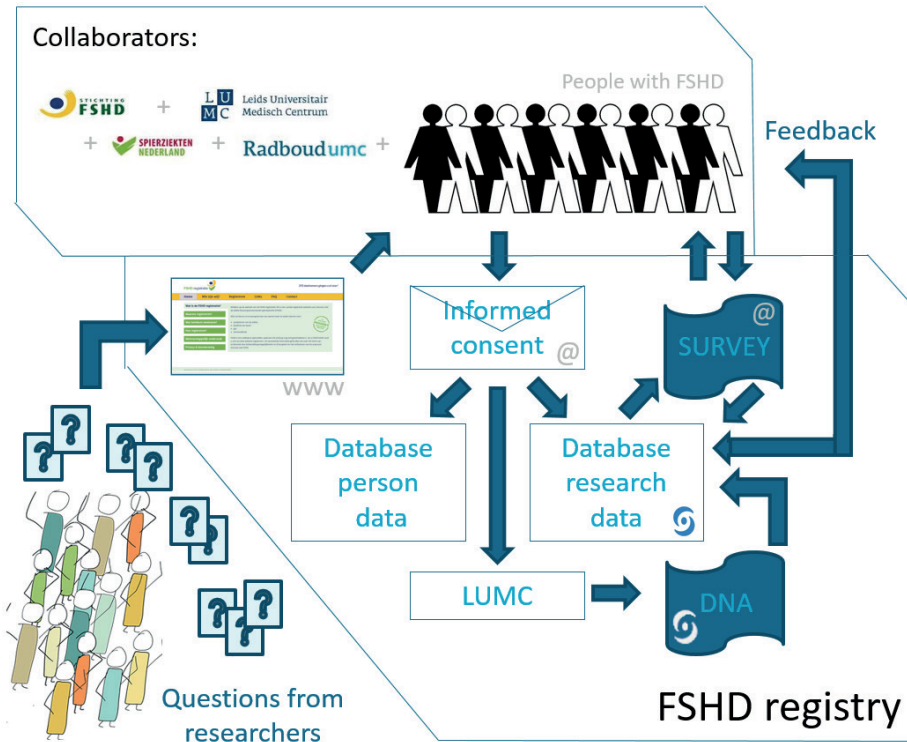 Collaborators:
STICHTING
FSHD
+
L U
M C
Leids Universitair
Medisch Centrum
+
SPIERZIEKTEN
NEDERLAND
+
Radboudumc
+
People with FSHD
Feedback
www
Informed
consent
@
@
SURVEY
Database
person
data
Database
research
data
LUMC
DNA
? ? ? ? ? ? ? ? ?
Questions from
researchers
FSHD registry